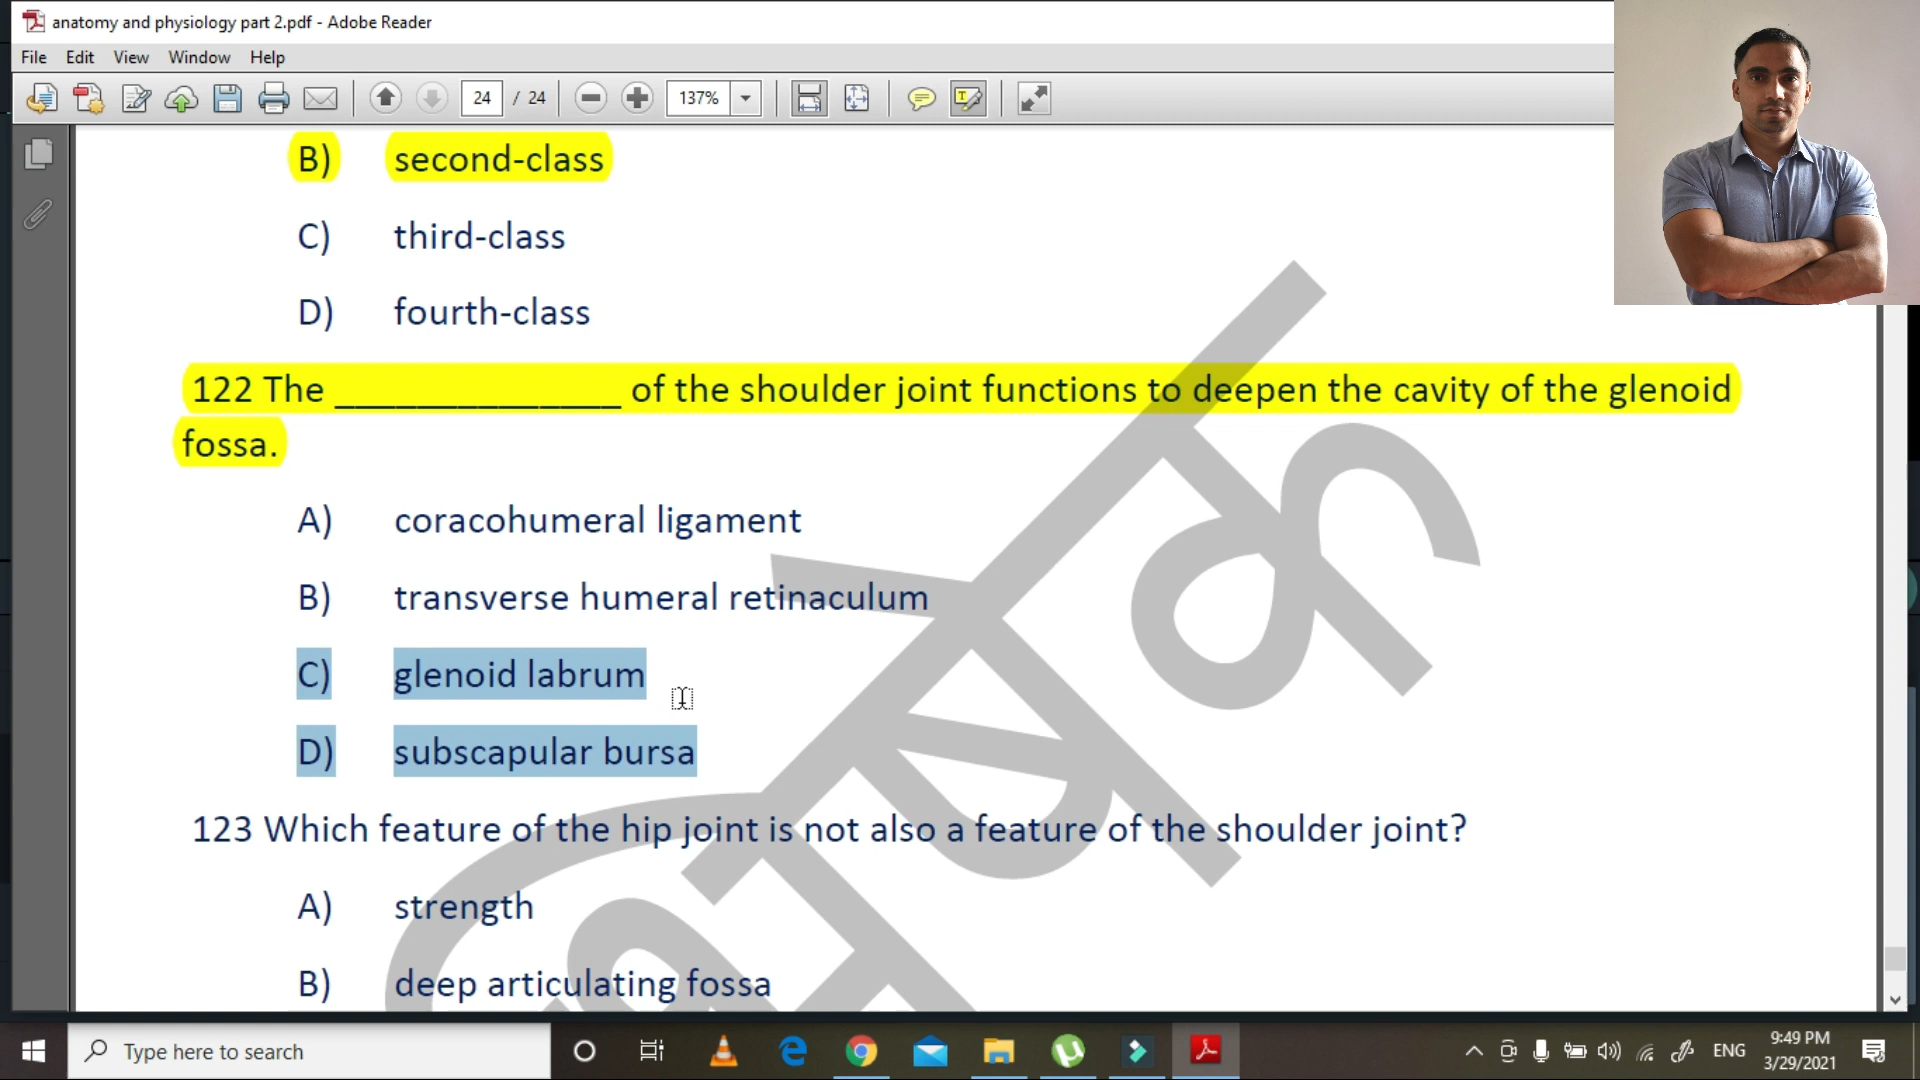 anatomy and physiology part 2.pdf - Adobe Reader
File Edit View Window Help
24 / 24 137%
B) second-class
C) third-class
D) fourth-class
122 The ______________ of the shoulder joint functions to deepen the cavity of the glenoid
fossa.
A) coracohumeral ligament
B) transverse humeral retinaculum
C) glenoid labrum
D) subscapular bursa
123 Which feature of the hip joint is not also a feature of the shoulder joint?
A) strength
B) deep articulating fossa
Type here to search
ENG
9:49 PM
3/29/2021